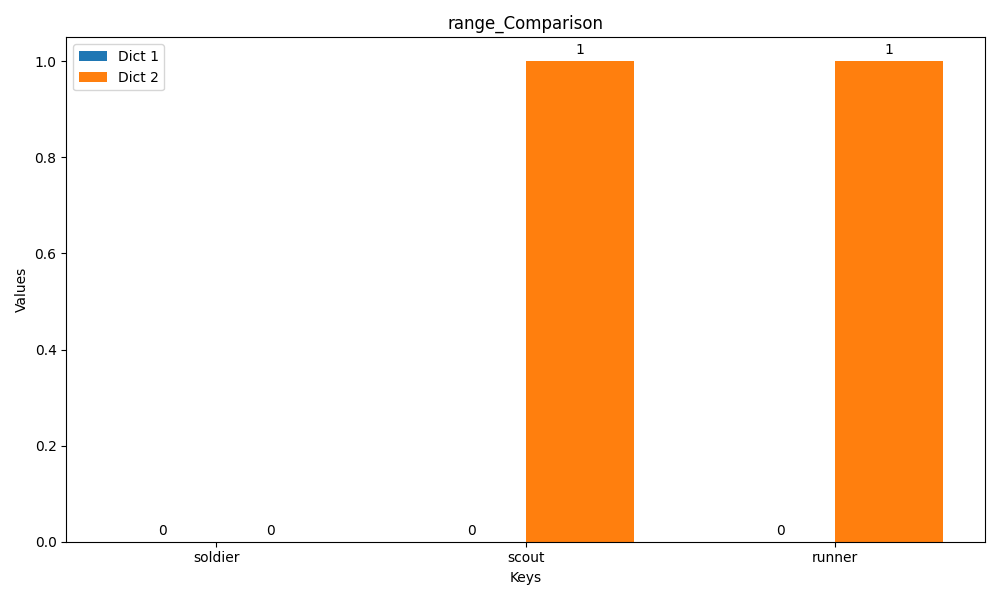 range_Comparison
Dict 1
Dict 2
1 1
1.0
0.8
0.6
0.4
0.2
0.0
Values
0 0 0 0
soldier scout runner
Keys